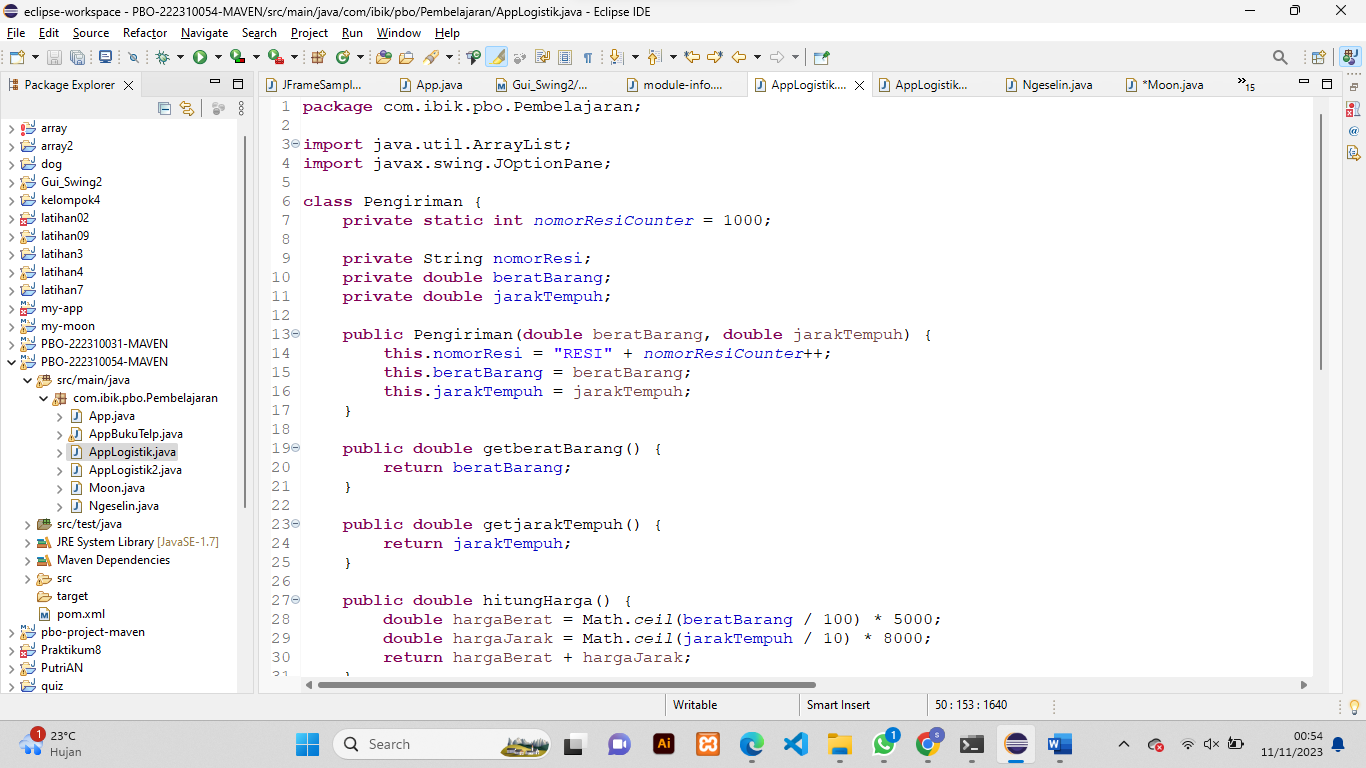 eclipse-workspace - PBO-222310054-MAVEN/src/main/java/com/ibik/pbo/Pembelajaran/AppLogistik.java - Eclipse IDE
File Edit Source Refactor Navigate Search Project Run Window Help
Package Explorer
JFrameSampl... App.java Gui_Swing2/... module-info.... AppLogistik.... AppLogistik... Ngeselin.java *Moon.java 15
array
array2
dog
Gui_Swing2
kelompok4
latihan02
latihan09
latihan3
latihan4
latihan7
my-app
my-moon
PBO-222310031-MAVEN
PBO-222310054-MAVEN
src/main/java
com.ibik.pbo.Pembelajaran
App.java
AppBukuTelp.java
AppLogistik.java
AppLogistik2.java
Moon.java
Ngeselin.java
src/test/java
JRE System Library [JavaSE-1.7]
Maven Dependencies
src
target
pom.xml
pbo-project-maven
Praktikum8
PutriAN
quiz
1 package com.ibik.pbo.Pembelajaran;
2
3 import java.util.ArrayList;
4 import javax.swing.JOptionPane;
5
6 class Pengiriman {
7 private static int nomorResiCounter = 1000;
8
9 private String nomorResi;
10 private double beratBarang;
11 private double jarakTempuh;
12
13 public Pengiriman(double beratBarang, double jarakTempuh) {
14 this.nomorResi = "RESI" + nomorResiCounter++;
15 this.beratBarang = beratBarang;
16 this.jarakTempuh = jarakTempuh;
17 }
18
19 public double getberatBarang() {
20 return beratBarang;
21 }
22
23 public double getjarakTempuh() {
24 return jarakTempuh;
25 }
26
27 public double hitungHarga() {
28 double hargaBerat = Math.ceil(beratBarang / 100) * 5000;
29 double hargaJarak = Math.ceil(jarakTempuh / 10) * 8000;
30 return hargaBerat + hargaJarak;
31 }
Writable Smart Insert 50 : 153 : 1640
1 23°C
Hujan
Search
Ai
1
S
W
00:54
11/11/2023